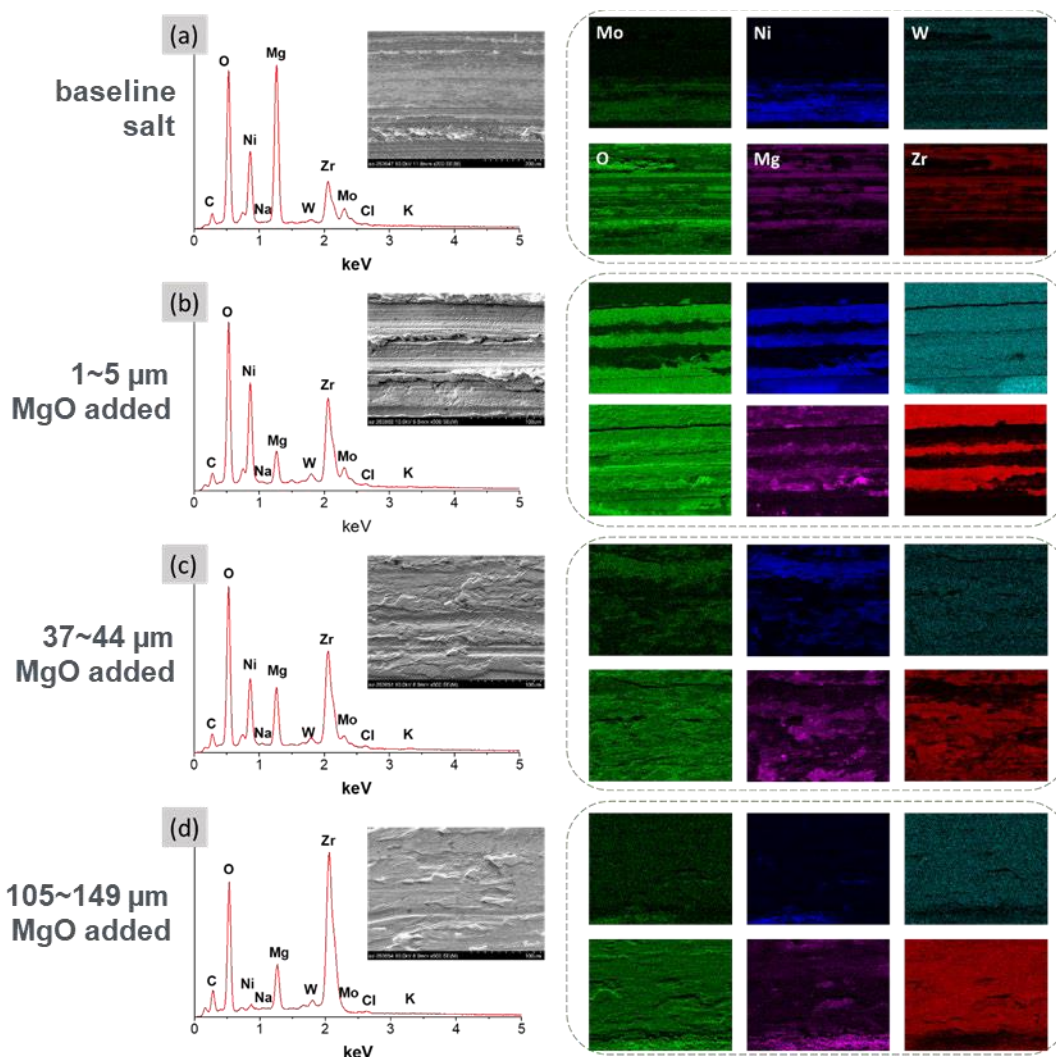 (a)
baseline
salt
C
O
Ni
Na
Mg
W
Zr
Mo
Cl
K
0
1
2
3
4
5
keV
Mo
Ni
W
O
Mg
Zr
(b)
1~5 µm
MgO added
C
O
Ni
Na
Mg
W
Zr
Mo
Cl
K
0
1
2
3
4
5
keV
(c)
37~44 µm
MgO added
C
O
Ni
Na
Mg
W
Zr
Mo
Cl
K
0
1
2
3
4
5
keV
(d)
105~149 µm
MgO added
C
O
Ni
Na
Mg
W
Zr
Mo
Cl
K
0
1
2
3
4
5
keV